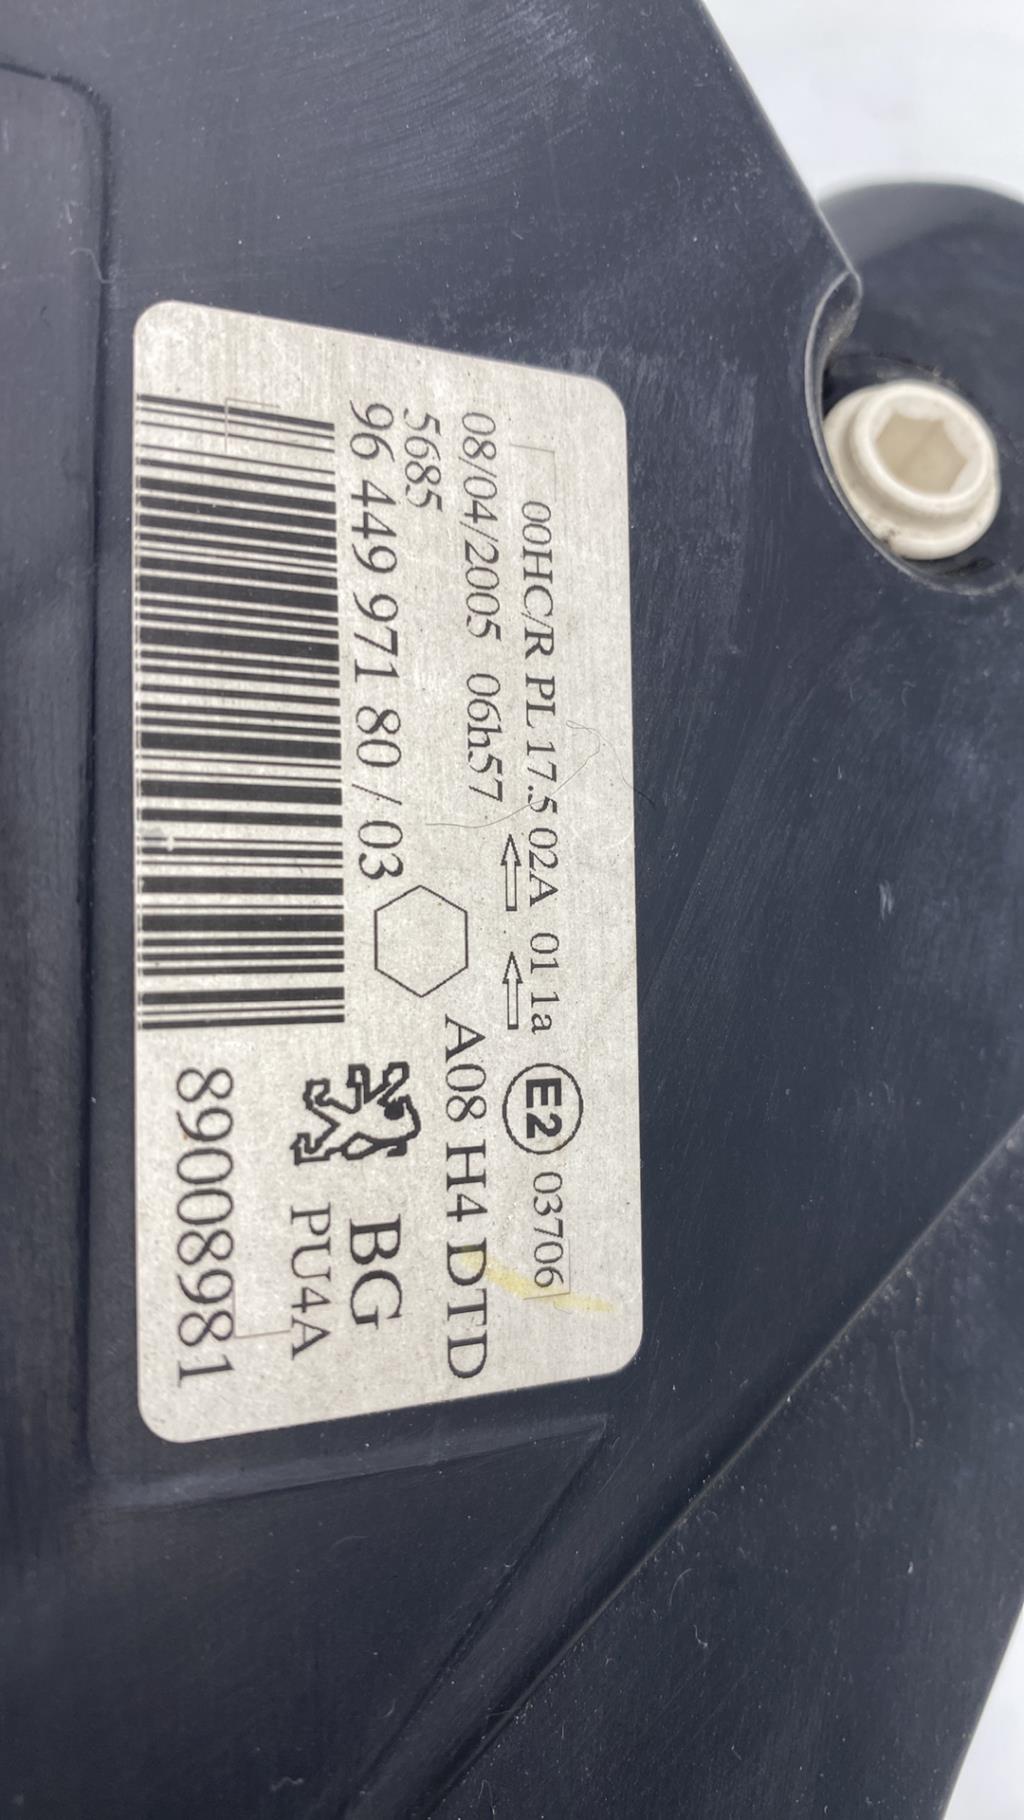 00HC/R PL 17.5 02A 01 1a E2 03706
08/04/2005 06h57
5685
A08 H4 DTD
96 449 971 80 / 03
BG
PU4A
89008981